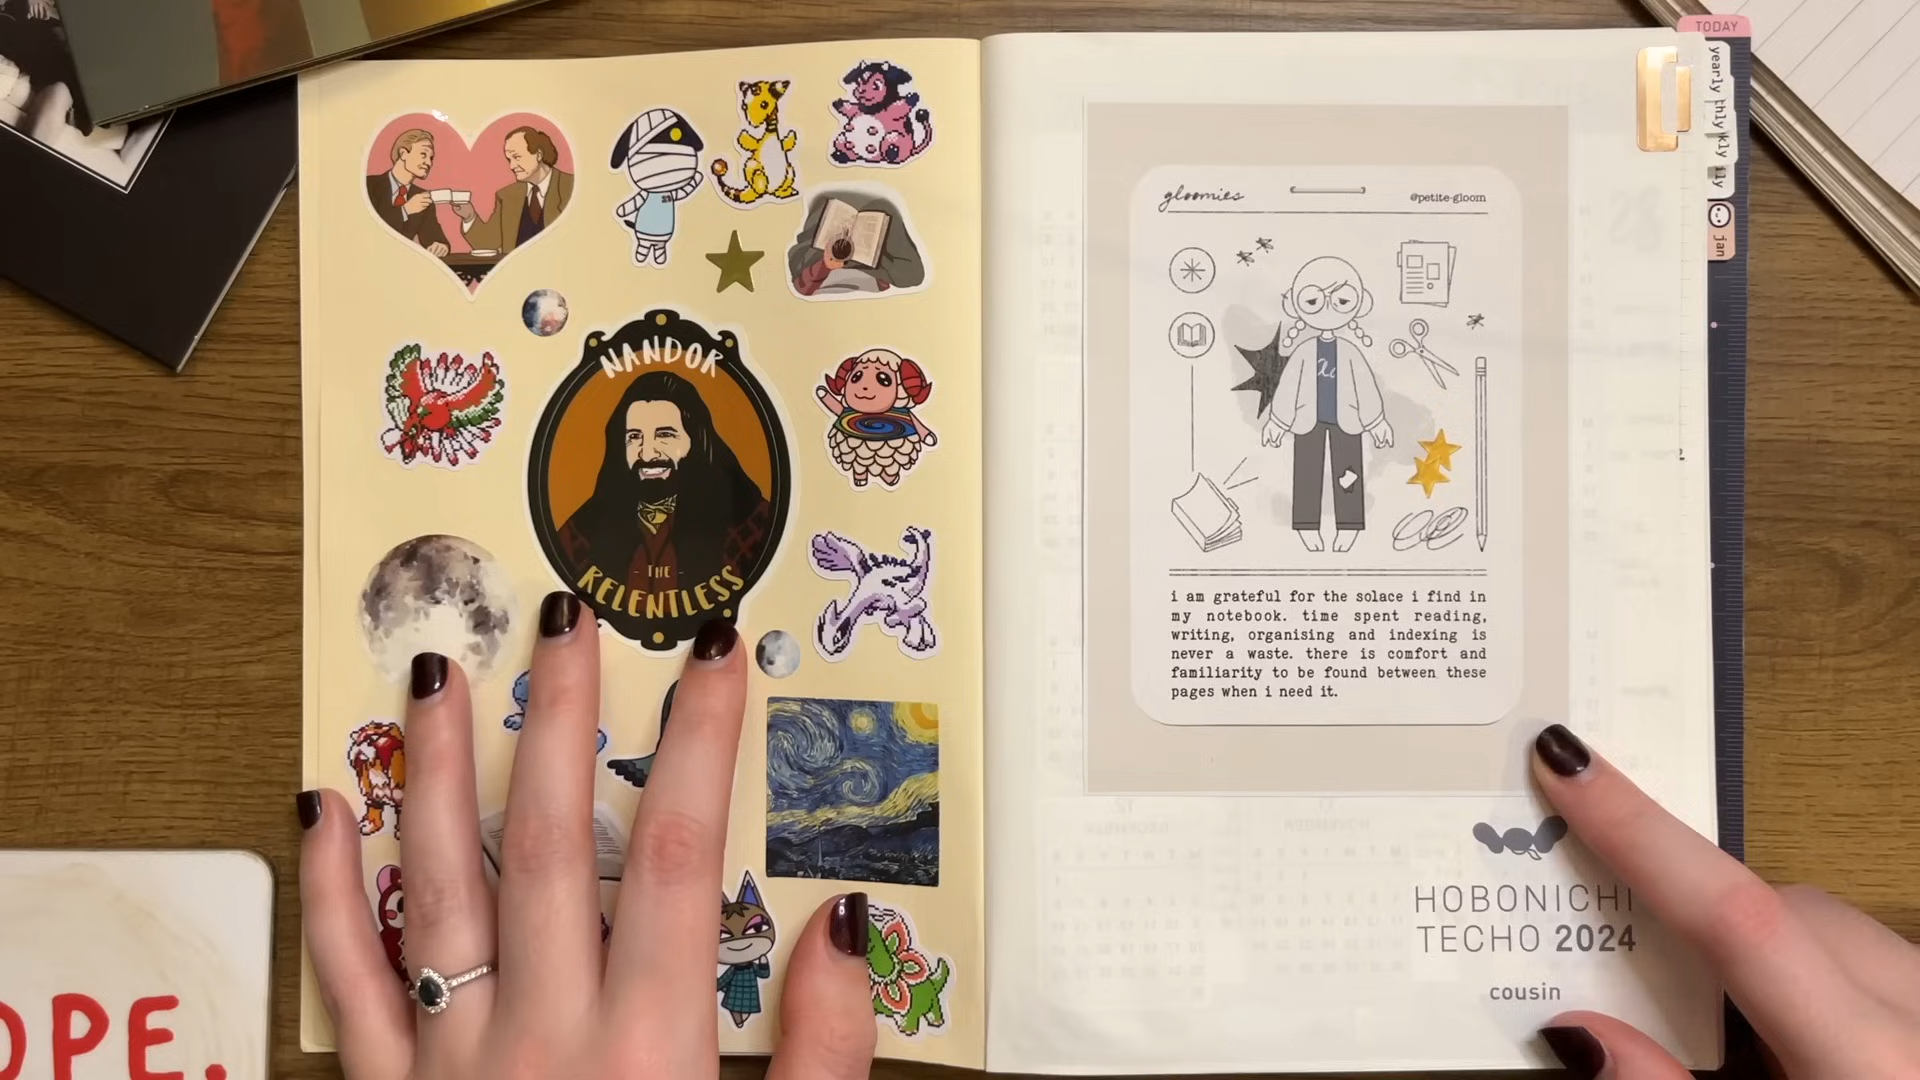 NANDOR
- THE -
RELENTLESS
OPE.
gloomies
@petite-gloom
i am grateful for the solace i find in
my notebook. time spent reading,
writing, organising and indexing is
never a waste. there is comfort and
familiarity to be found between these
pages when i need it.
HOBONICHI
TECHO 2024
cousin
TODAY
yearly
thly
kly
ily
jan